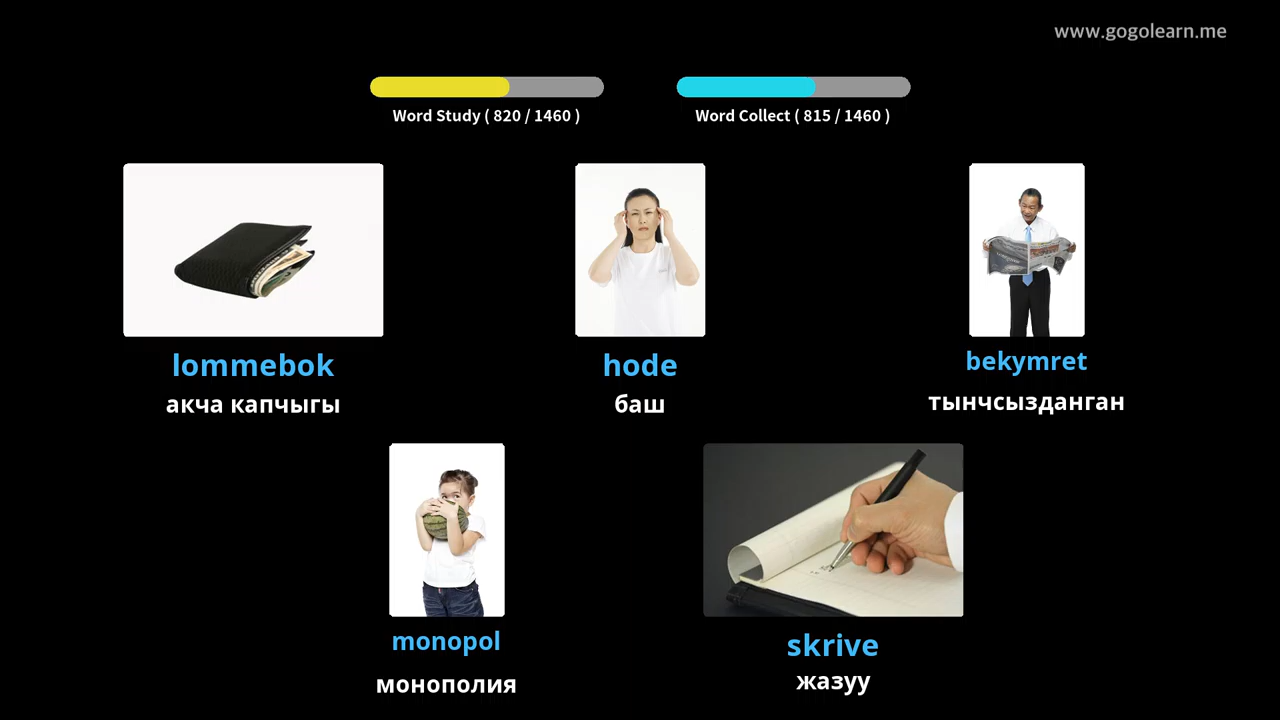 www.gogolearn.me
Word Study ( 820 / 1460 )
Word Collect ( 815 / 1460 )
lommebok
hode
bekymret
акча капчыгы
баш
тынчсызданган
monopol
skrive
монополия
жазуу